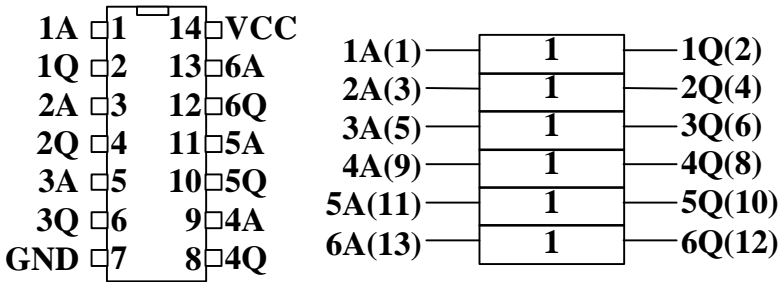 1A 1 14 VCC
1Q 2 13 6A
2A 3 12 6Q
2Q 4 11 5A
3A 5 10 5Q
3Q 6 9 4A
GND 7 8 4Q
1A(1) 1 1Q(2)
2A(3) 1 2Q(4)
3A(5) 1 3Q(6)
4A(9) 1 4Q(8)
5A(11) 1 5Q(10)
6A(13) 1 6Q(12)